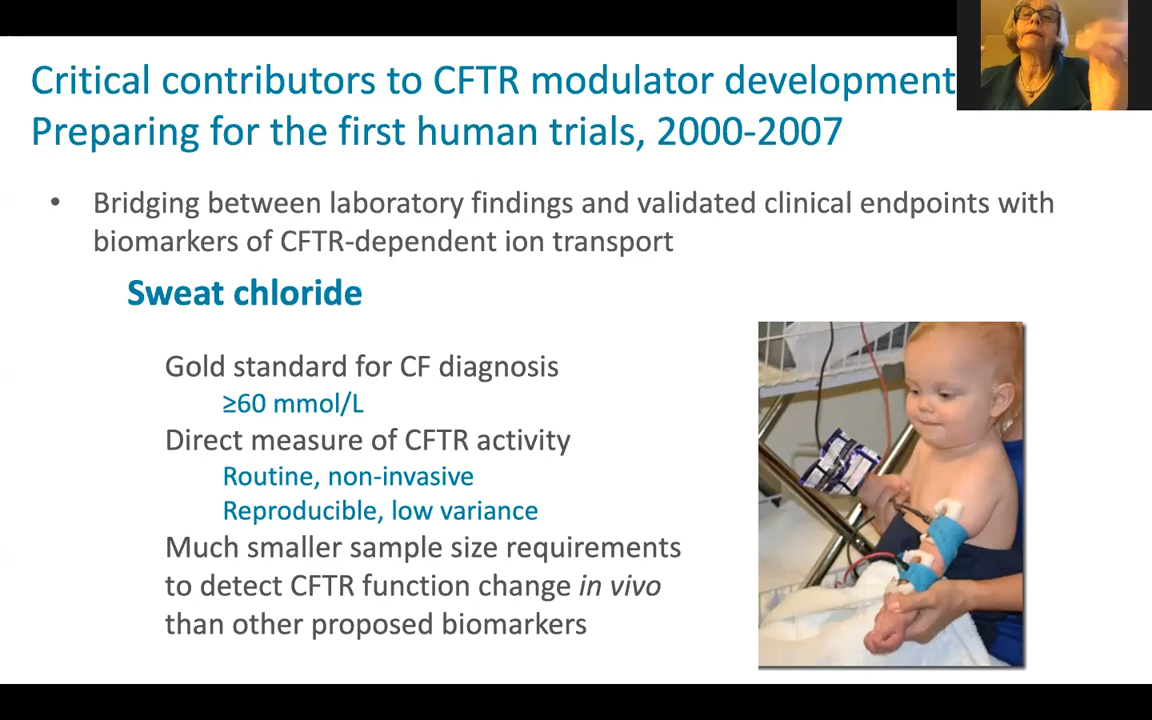 Critical contributors to CFTR modulator development
Preparing for the first human trials, 2000-2007
• Bridging between laboratory findings and validated clinical endpoints with
biomarkers of CFTR-dependent ion transport
Sweat chloride
Gold standard for CF diagnosis
≥60 mmol/L
Direct measure of CFTR activity
Routine, non-invasive
Reproducible, low variance
Much smaller sample size requirements
to detect CFTR function change in vivo
than other proposed biomarkers